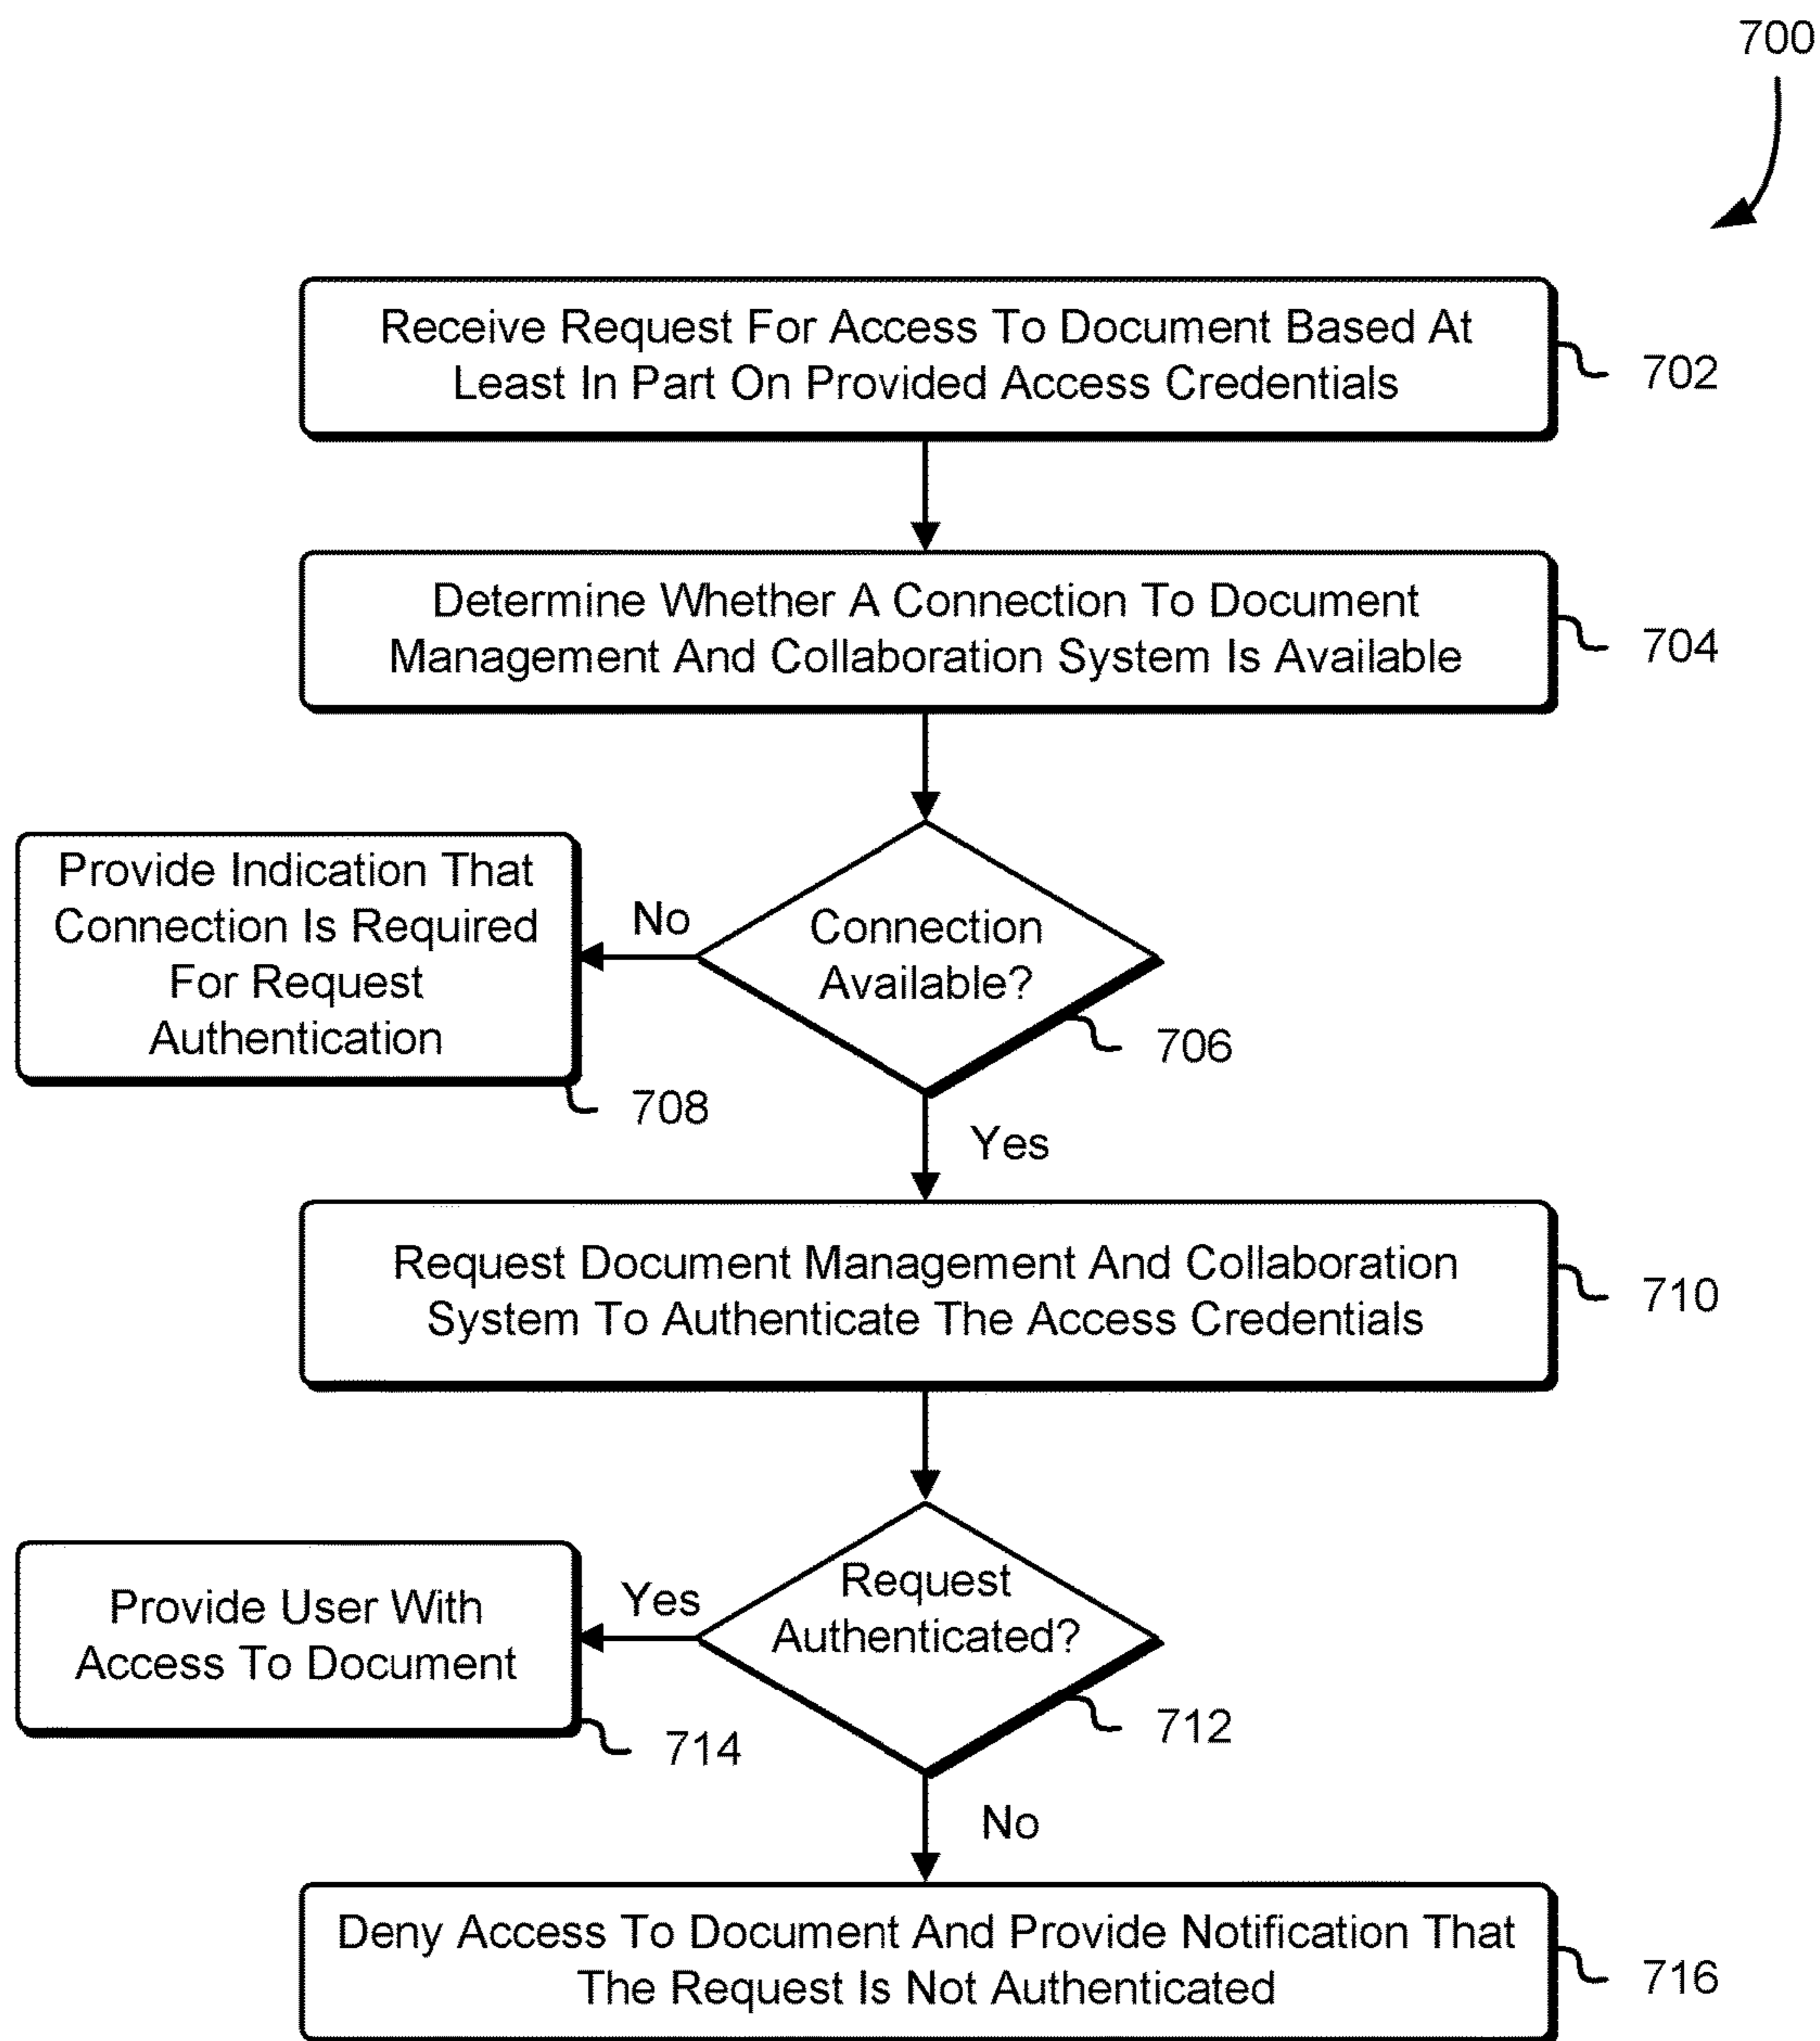 700
Receive Request For Access To Document Based At
Least In Part On Provided Access Credentials
702
Determine Whether A Connection To Document
Management And Collaboration System Is Available
704
Provide Indication That
Connection Is Required
For Request
Authentication
708
No
Connection
Available?
706
Yes
Request Document Management And Collaboration
System To Authenticate The Access Credentials
710
Provide User With
Access To Document
714
Yes
Request
Authenticated?
712
No
Deny Access To Document And Provide Notification That
The Request Is Not Authenticated
716